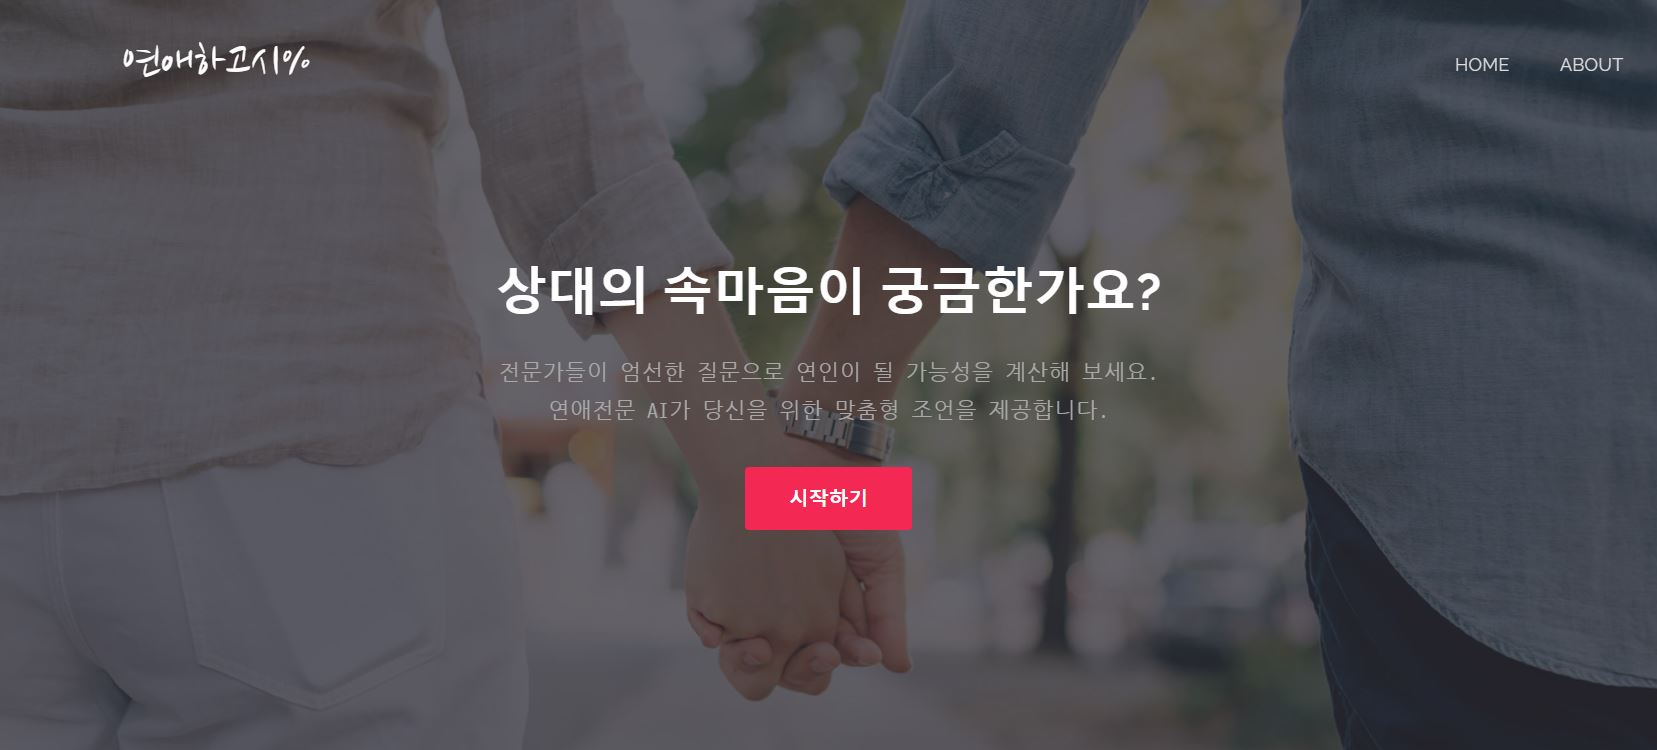 연애하고시%
HOME ABOUT
상대의 속마음이 궁금한가요?
전문가들이 엄선한 질문으로 연인이 될 가능성을 계산해 보세요.
연애전문 AI가 당신을 위한 맞춤형 조언을 제공합니다.
시작하기